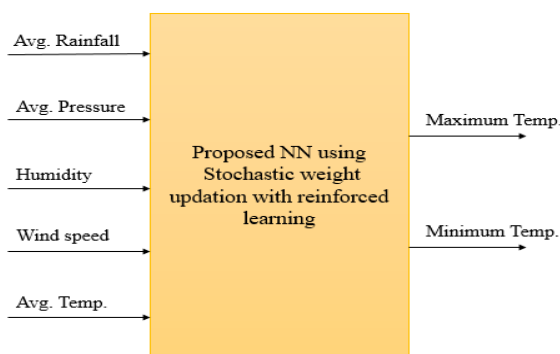 Avg. Rainfall
Avg. Pressure
Humidity
Wind speed
Avg. Temp.
Proposed NN using
Stochastic weight
updation with reinforced
learning
Maximum Temp.
Minimum Temp.